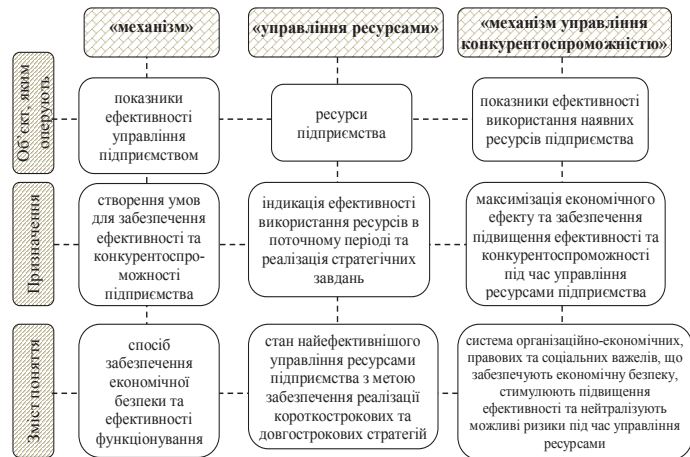 «механізм»
«управління ресурсами»
«механізм управління
конкурентоспроможністю»
Об’єкт, яким
оперують
показники
ефективності
управління
підприємством
ресурси
підприємства
показники ефективності
використання наявних
ресурсів підприємства
Призначення
створення умов
для забезпечення
ефективності та
конкурентоспро-
можності
підприємства
індикація ефективності
використання ресурсів в
поточному періоді та
реалізація стратегічних
завдань
максимізація економічного
ефекту та забезпечення
підвищення ефективності та
конкурентоспроможності
під час управління
ресурсами підприємства
Зміст поняття
спосіб
забезпечення
економічної
безпеки та
ефективності
функціонування
стан найефективнішого
управління ресурсами
підприємства з метою
забезпечення реалізації
короткострокових та
довгострокових стратегій
система організаційно-економічних,
правових та соціальних важелів, що
забезпечують економічну безпеку,
стимулюють підвищення
ефективності та нейтралізують
можливі ризики під час управління
ресурсами